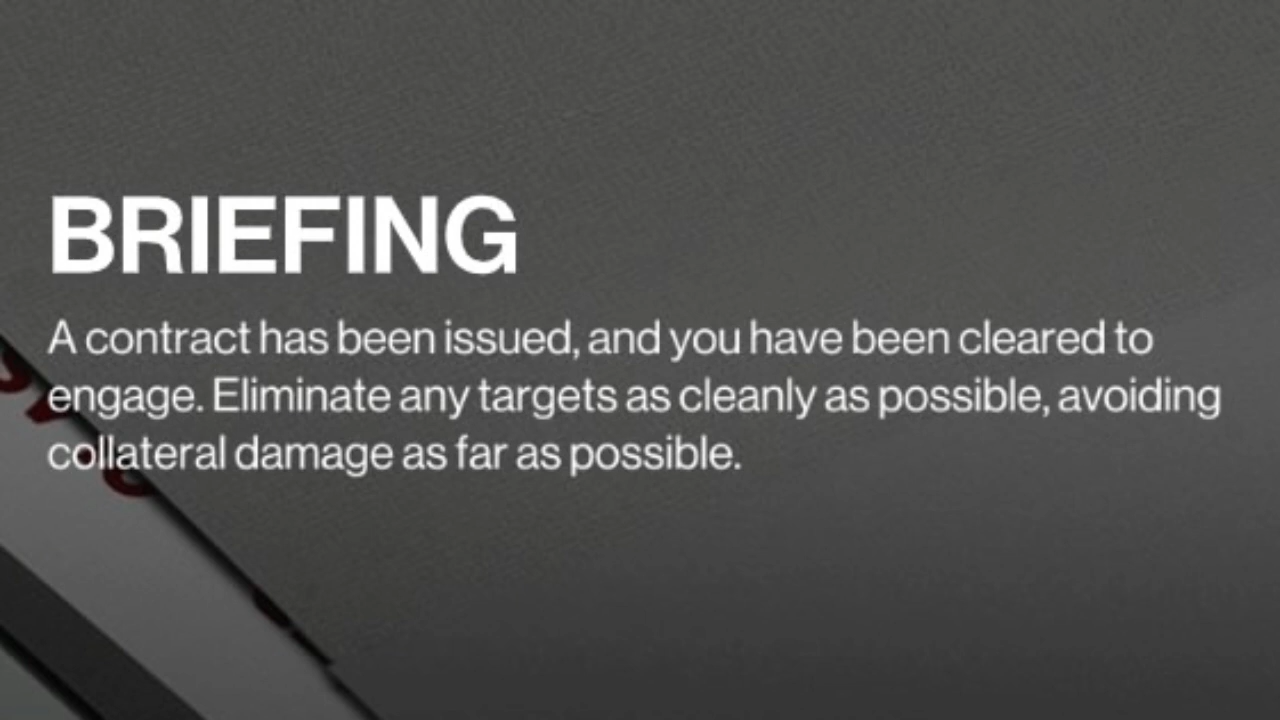 BRIEFING
A contract has been issued, and you have been cleared to
engage. Eliminate any targets as cleanly as possible, avoiding
collateral damage as far as possible.